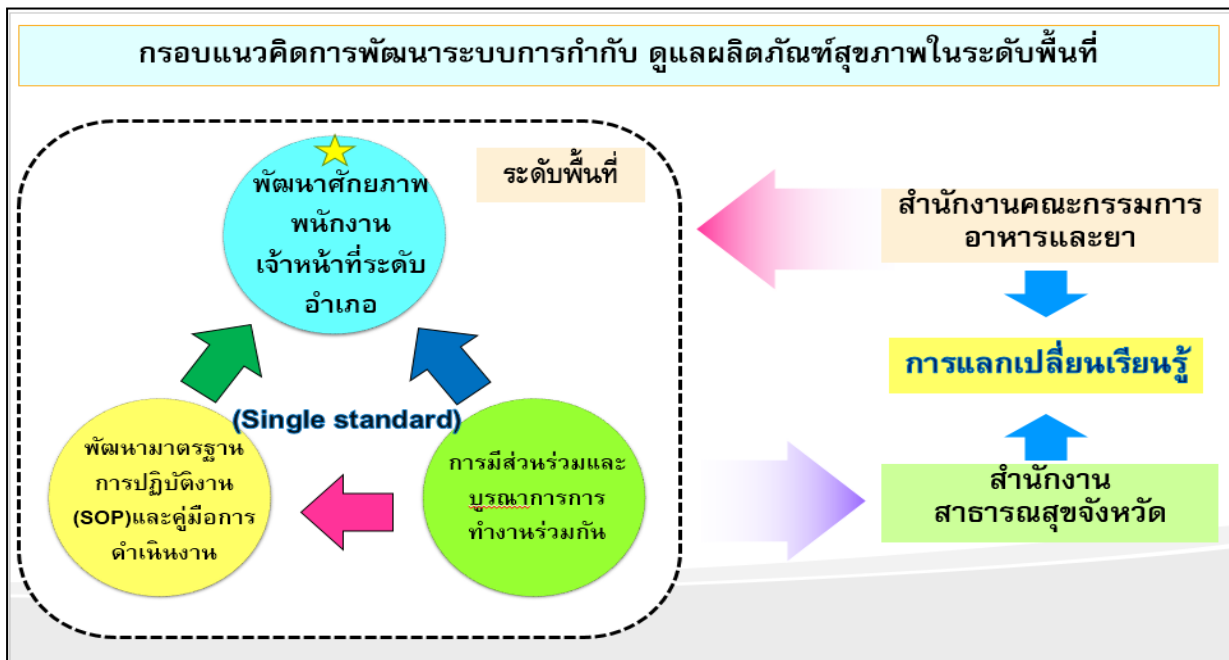 กรอบแนวคิดการพัฒนาระบบการกำกับ ดูแลผลิตภัณฑ์สุขภาพในระดับพื้นที่
ระดับพื้นที่
พัฒนาศักยภาพ
พนักงาน
เจ้าหน้าที่ระดับ
อำเภอ
(Single standard)
พัฒนามาตรฐาน
การปฏิบัติงาน
(SOP)และคู่มือการ
ดำเนินงาน
การมีส่วนร่วมและ
บูรณาการการ
ทำงานร่วมกัน
สำนักงานคณะกรรมการ
อาหารและยา
การแลกเปลี่ยนเรียนรู้
สำนักงาน
สาธารณสุขจังหวัด